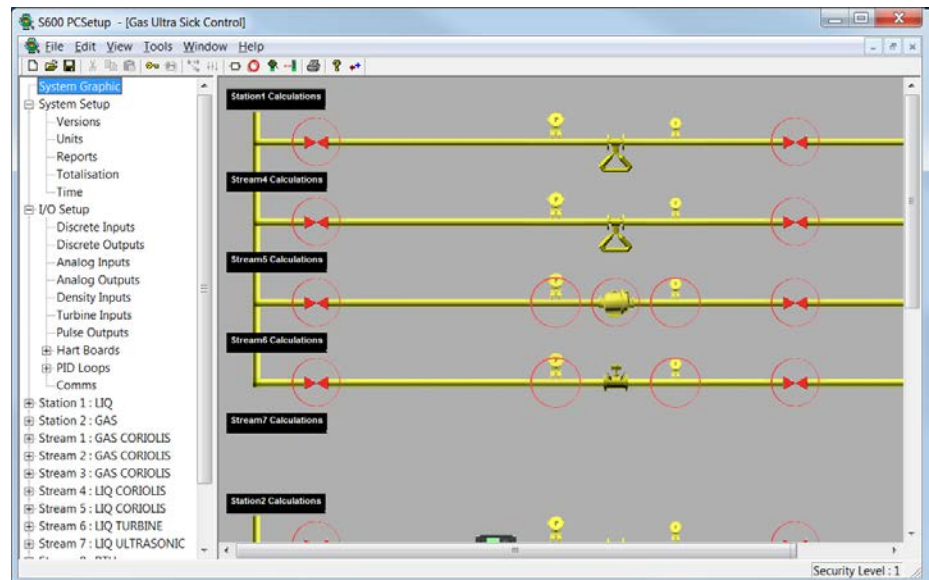 S600 PCSetup - [Gas Ultra Sick Control]
File Edit View Tools Window Help
System Graphic
System Setup
Versions
Units
Reports
Totalisation
Time
I/O Setup
Discrete Inputs
Discrete Outputs
Analog Inputs
Analog Outputs
Density Inputs
Turbine Inputs
Pulse Outputs
Hart Boards
PID Loops
Comms
Station 1 : LIQ
Station 2 : GAS
Stream 1 : GAS CORIOLIS
Stream 2 : GAS CORIOLIS
Stream 3 : GAS CORIOLIS
Stream 4 : LIQ CORIOLIS
Stream 5 : LIQ CORIOLIS
Stream 6 : LIQ TURBINE
Stream 7 : LIQ ULTRASONIC
Station1 Calculations
Stream4 Calculations
Stream5 Calculations
Stream6 Calculations
Stream7 Calculations
Station2 Calculations
Security Level : 1